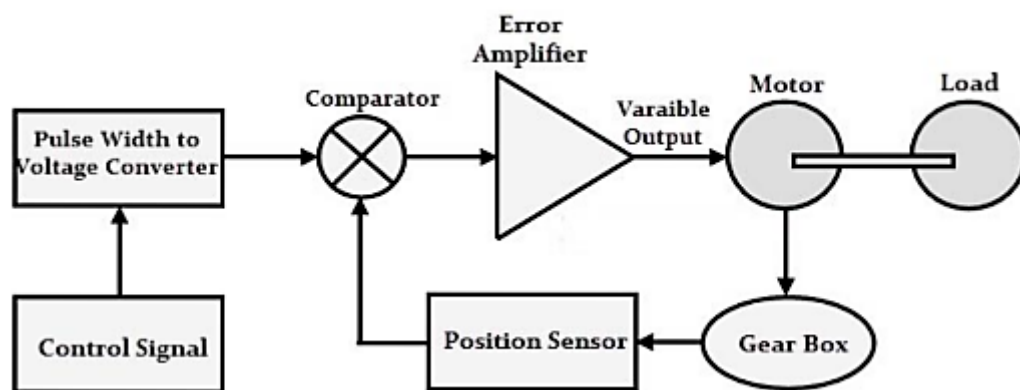 Error
Amplifier
Comparator
Varaible
Output
Motor
Load
Pulse Width to
Voltage Converter
Control Signal
Position Sensor
Gear Box